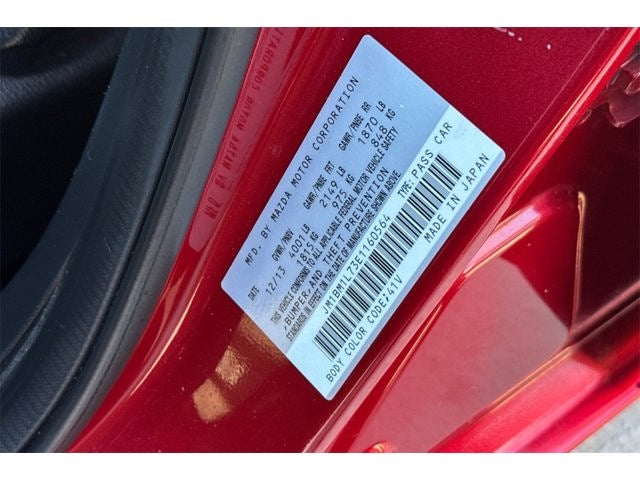 MFD. BY MAZDA MOTOR CORPORATION
DATE GVWR/PNBV GAWR/PNBE FRT GAWR/PNBE RR
12/13 4001 LB 2149 LB 1870 LB
1815 KG 975 KG 848 KG
THIS VEHICLE CONFORMS TO ALL APPLICABLE FEDERAL MOTOR VEHICLE SAFETY
,BUMPER, AND THEFT PREVENTION
STANDARDS IN EFFECT ON THE DATE OF MANUFACTURE SHOWN ABOVE.
JM1BM1L73E1160564 TYPE: PASS CAR
BODY COLOR CODE/41V MADE IN JAPAN